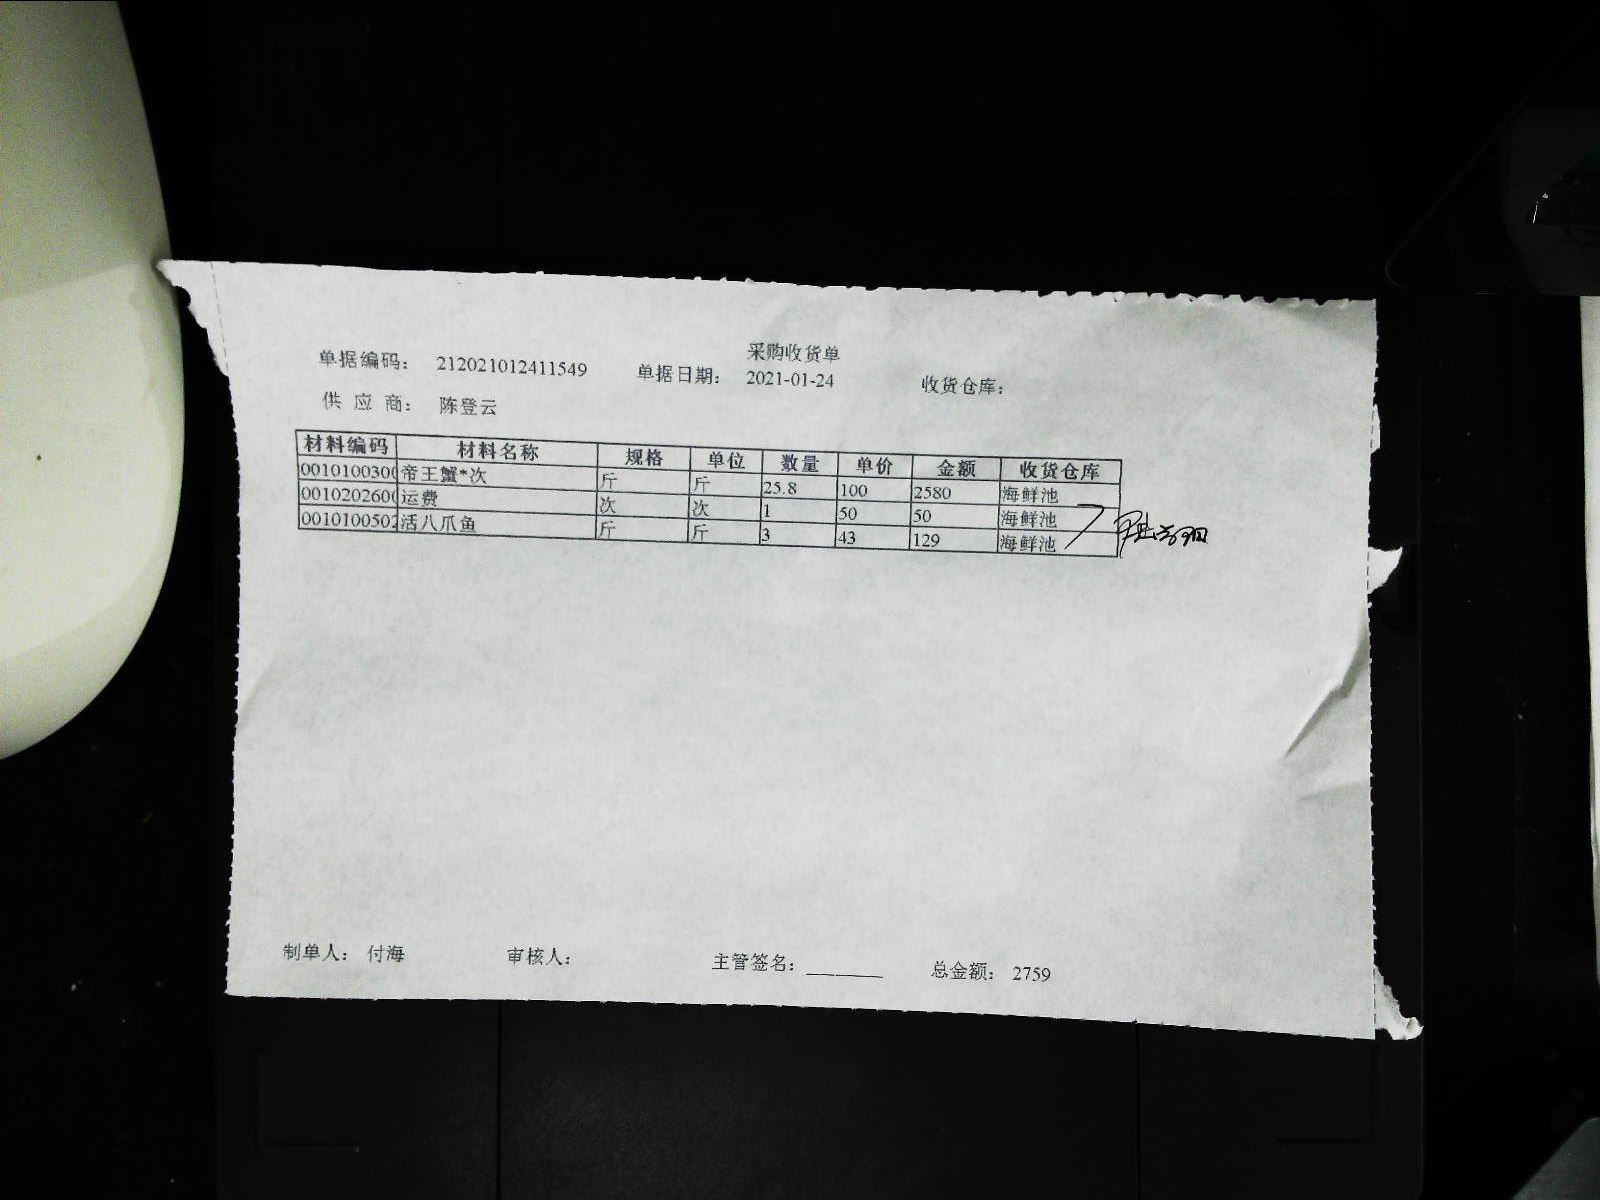 采购收货单
单据编码： 212021012411549 单据日期： 2021-01-24 收货仓库：
供 应 商： 陈登云
材料编码 材料名称 规格 单位 数量 单价 金额 收货仓库
0010100300 帝王蟹*次 斤 斤 25.8 100 2580 海鲜池
0010202600 运费 次 次 1 50 50 海鲜池
0010100502 活八爪鱼 斤 斤 3 43 129 海鲜池
制单人： 付海 审核人： 主管签名： ________ 总金额： 2759